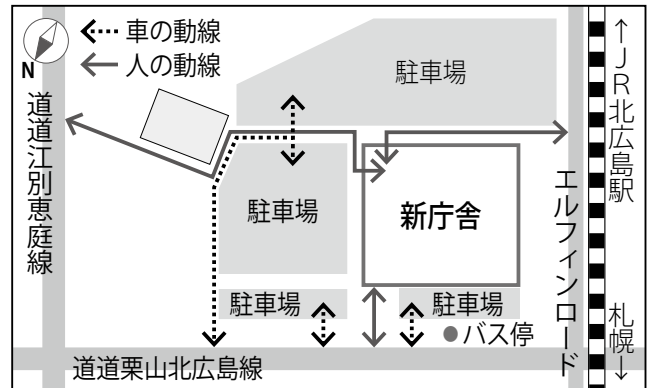 車の動線
人の動線
N
駐車場
↑JR北広島駅
道道江別恵庭線
駐車場
新庁舎
エルフィンロード
駐車場
駐車場
バス停
札幌↓
道道栗山北広島線